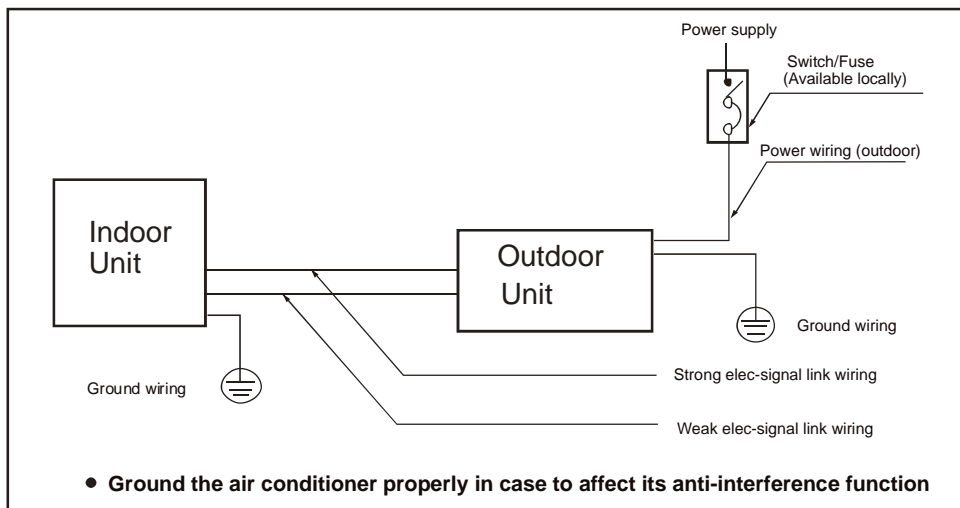 Power supply
Switch/Fuse
(Available locally)
Power wiring (outdoor)
Indoor
Unit
Outdoor
Unit
Ground wiring
Ground wiring
Strong elec-signal link wiring
Weak elec-signal link wiring
● Ground the air conditioner properly in case to affect its anti-interference function